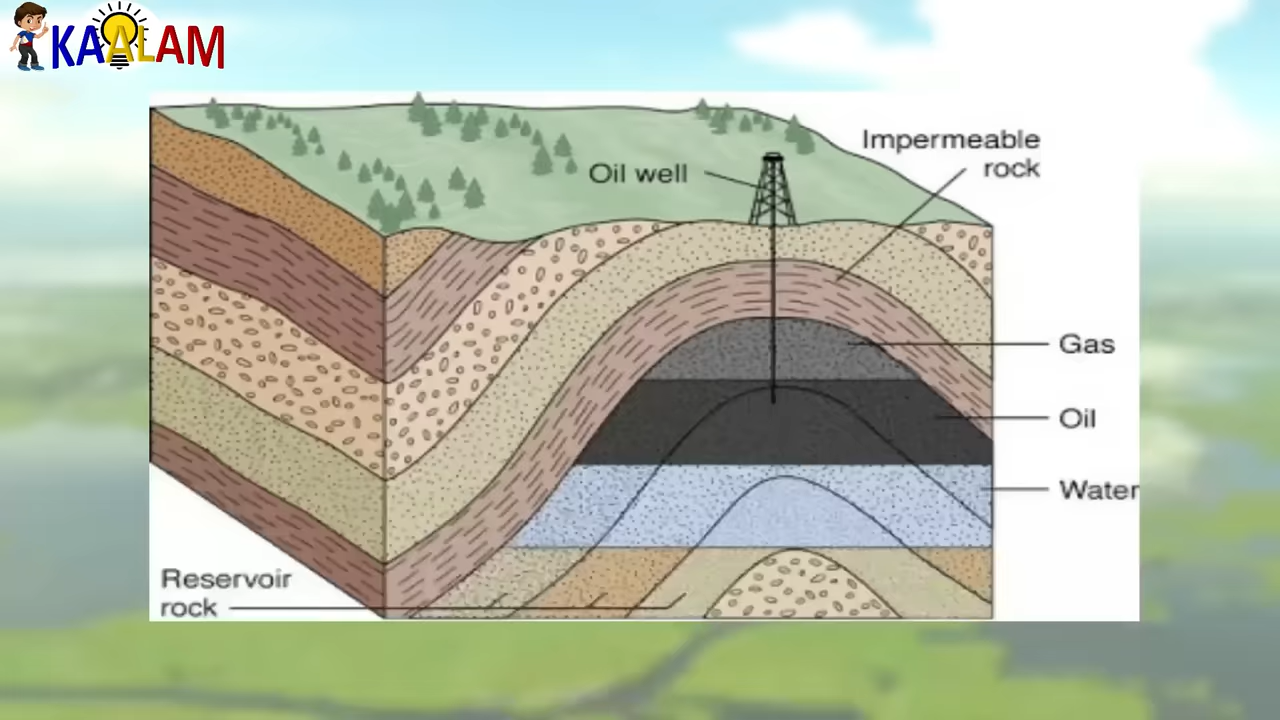 KAALAM
Impermeable
rock
Oil well
Gas
Oil
Water
Reservoir
rock